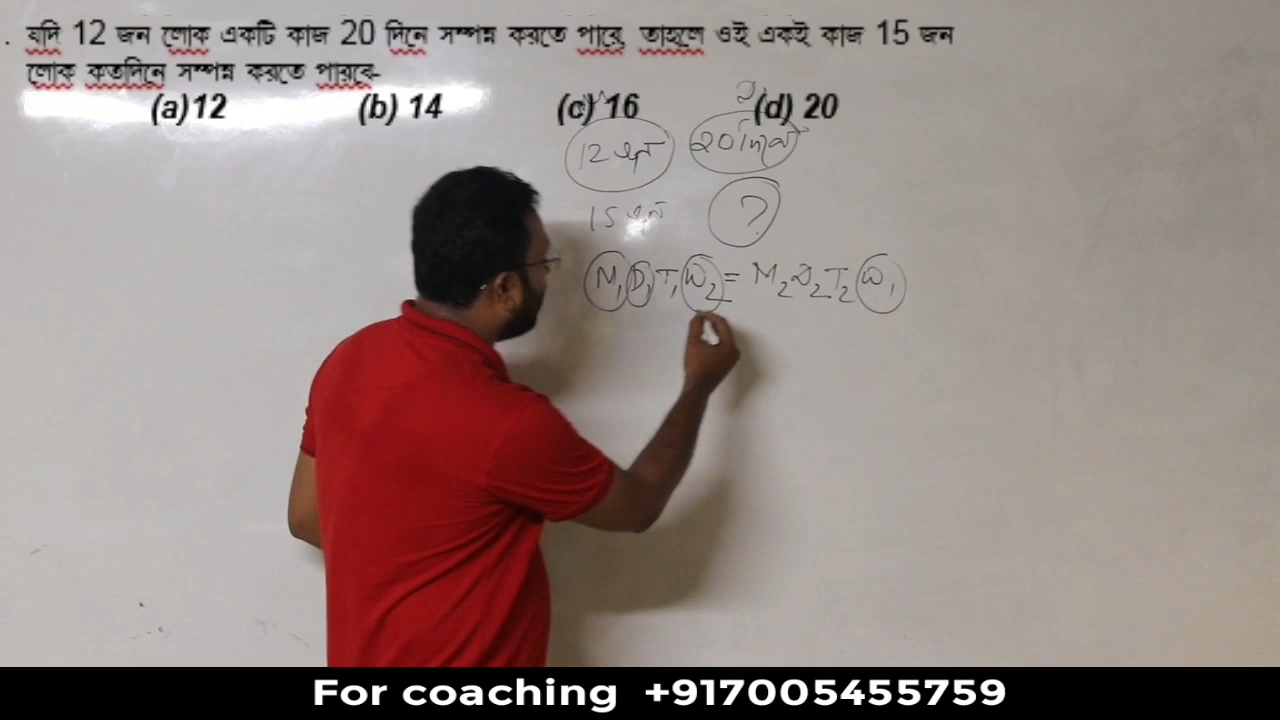 . যদি 12 জন লোক একটি কাজ 20 দিনে সম্পন্ন করতে পারে, তাহলে ওই একই কাজ 15 জন
লোক কতদিনে সম্পন্ন করতে পারবে-
(a) 12 (b) 14 (c) 16 (d) 20
12 জন 20 দিনে
15 জন ?
M₁D₁T₁W₂ = M₂D₂T₂W₁
For coaching +917005455759